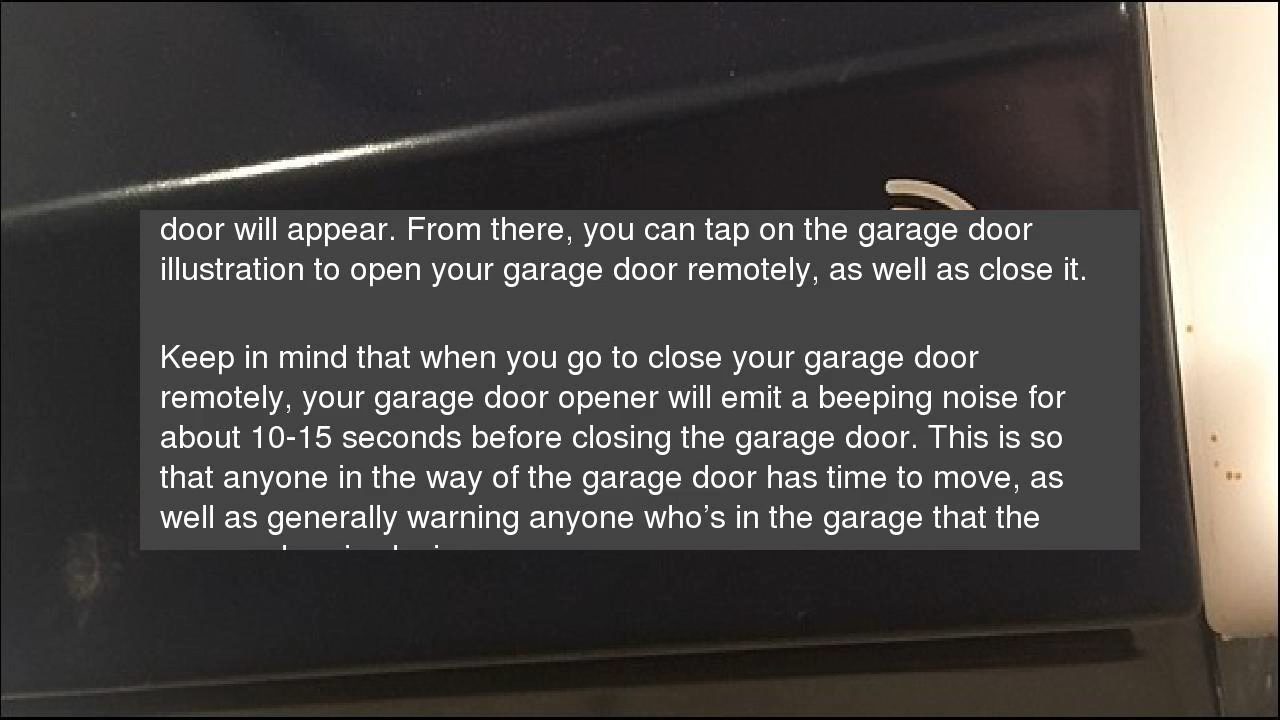 door will appear. From there, you can tap on the garage door
illustration to open your garage door remotely, as well as close it.
Keep in mind that when you go to close your garage door
remotely, your garage door opener will emit a beeping noise for
about 10-15 seconds before closing the garage door. This is so
that anyone in the way of the garage door has time to move, as
well as generally warning anyone who’s in the garage that the